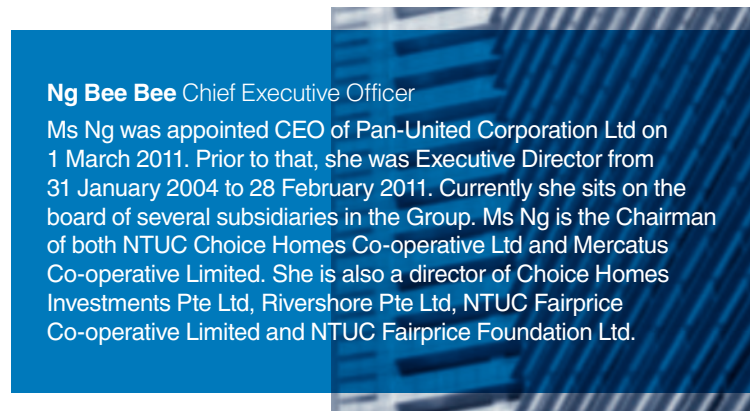 Ng Bee Bee Chief Executive Officer
Ms Ng was appointed CEO of Pan-United Corporation Ltd on
1 March 2011. Prior to that, she was Executive Director from
31 January 2004 to 28 February 2011. Currently she sits on the
board of several subsidiaries in the Group. Ms Ng is the Chairman
of both NTUC Choice Homes Co-operative Ltd and Mercatus
Co-operative Limited. She is also a director of Choice Homes
Investments Pte Ltd, Rivershore Pte Ltd, NTUC Fairprice
Co-operative Limited and NTUC Fairprice Foundation Ltd.